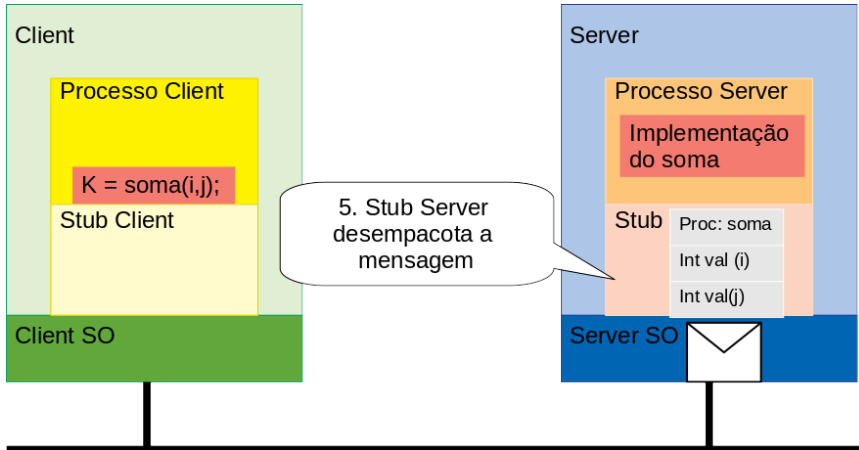 Client
Processo Client
K = soma(i,j);
Stub Client
Client SO
5. Stub Server
desempacota a
mensagem
Server
Processo Server
Implementação
do soma
Stub
Proc: soma
Int val (i)
Int val(j)
Server SO